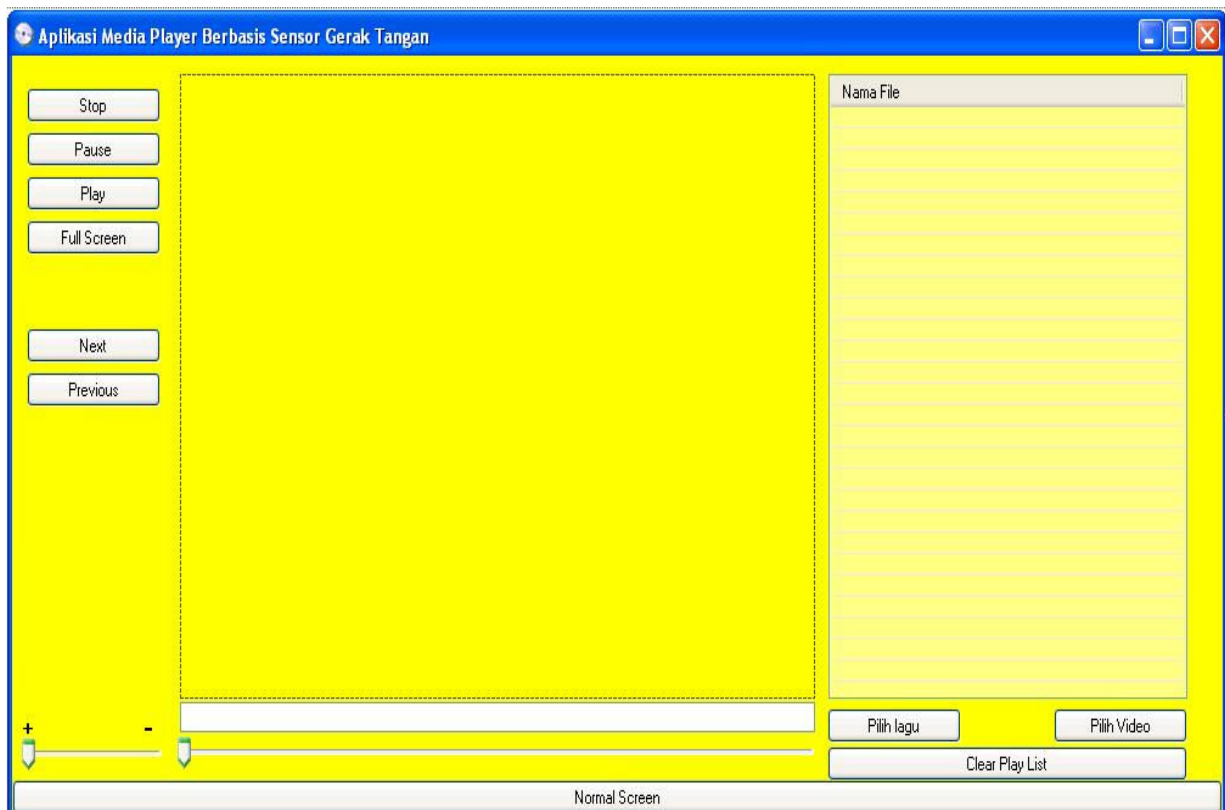 Aplikasi Media Player Berbasis Sensor Gerak Tangan
Stop
Pause
Play
Full Screen
Next
Previous
+ -
Nama File
Pilih lagu
Pilih Video
Clear Play List
Normal Screen